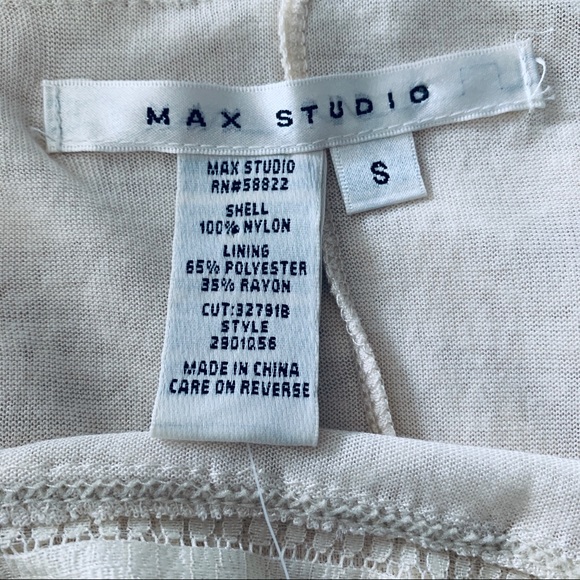 MAX STUDIO
S
MAX STUDIO
RN#58822
SHELL
100% NYLON
LINING
65% POLYESTER
35% RAYON
CUT:32791B
STYLE
2901Q56
MADE IN CHINA
CARE ON REVERSE